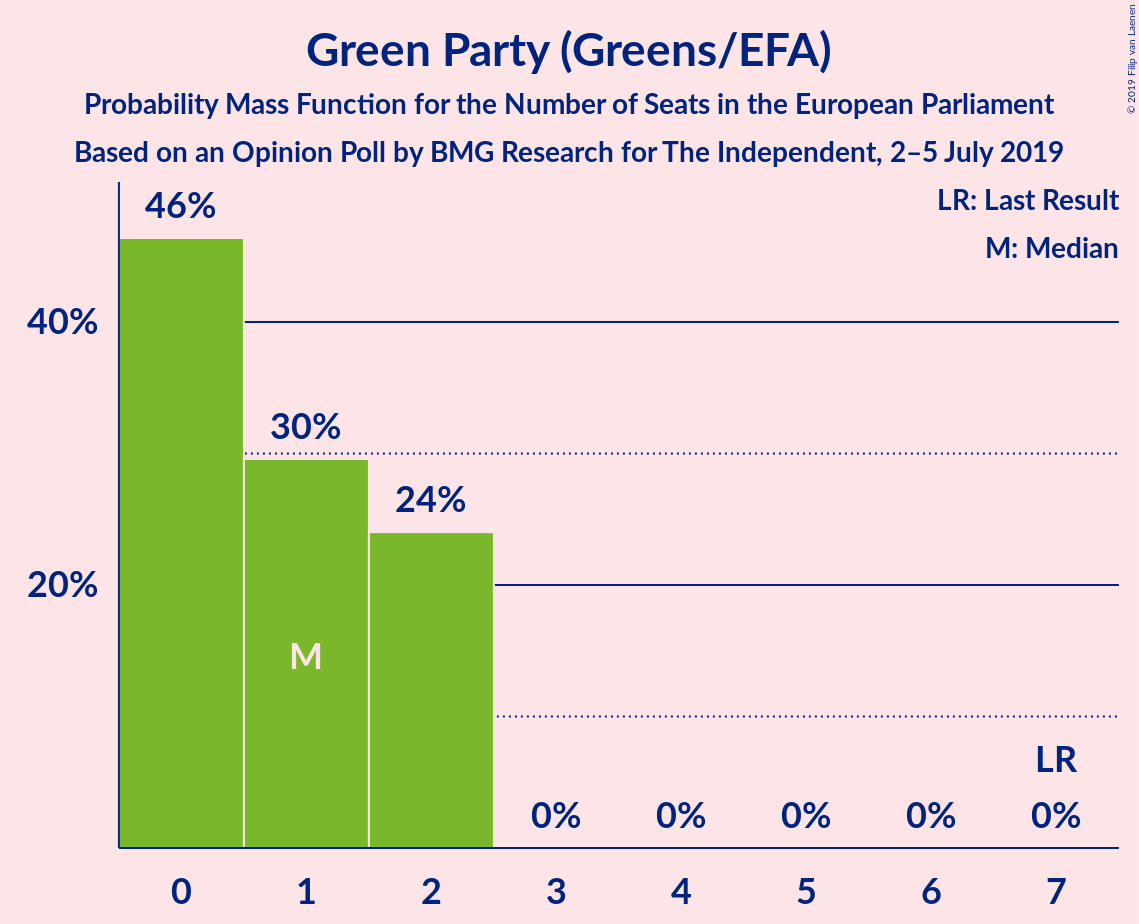 Green Party (Greens/EFA)
Probability Mass Function for the Number of Seats in the European Parliament
Based on an Opinion Poll by BMG Research for The Independent, 2–5 July 2019
© 2019 Filip van Laenen
LR: Last Result
M: Median
46%
40%
30%
24%
20%
M
LR
0% 0% 0% 0% 0%
0 1 2 3 4 5 6 7